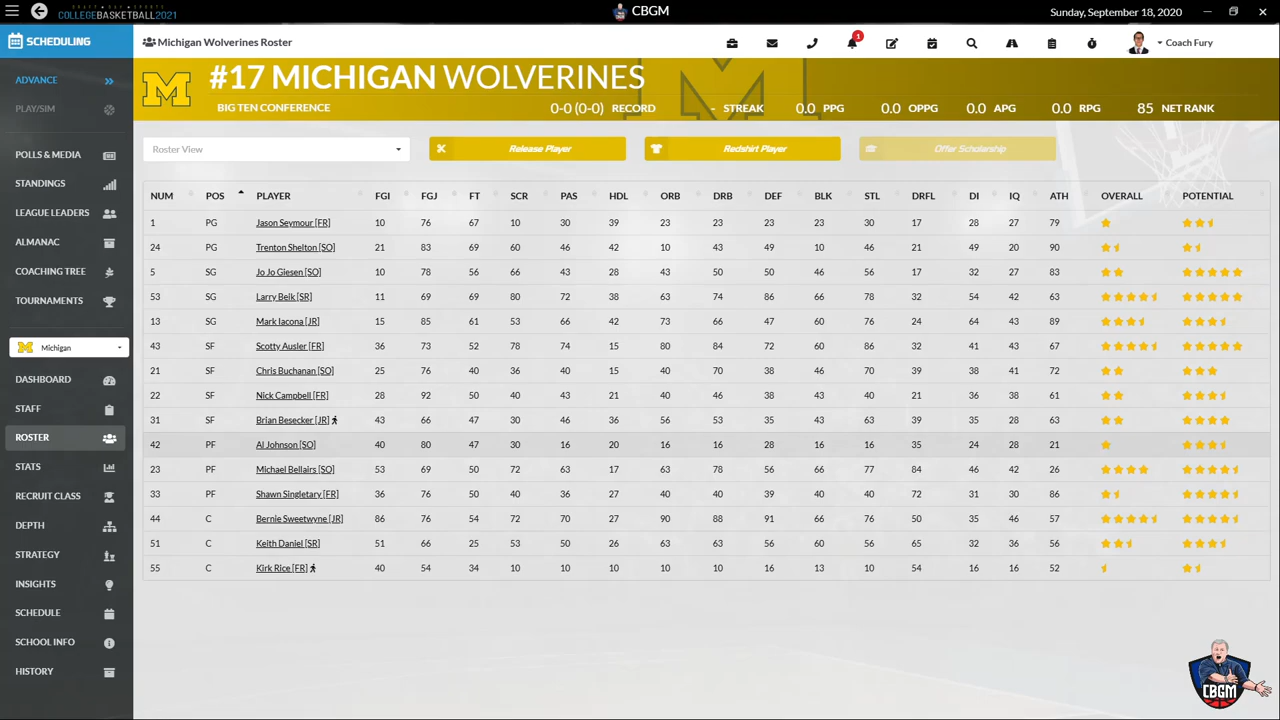 DRAFT DAY SPORTS
COLLEGEBASKETBALL2021
CBGM
Sunday, September 18, 2020
SCHEDULING
Michigan Wolverines Roster
1
Coach Fury
ADVANCE
PLAY/SIM
POLLS & MEDIA
STANDINGS
LEAGUE LEADERS
ALMANAC
COACHING TREE
TOURNAMENTS
Michigan
DASHBOARD
STAFF
ROSTER
STATS
RECRUIT CLASS
DEPTH
STRATEGY
INSIGHTS
SCHEDULE
SCHOOL INFO
HISTORY
M #17 MICHIGAN WOLVERINES
BIG TEN CONFERENCE 0-0 (0-0) RECORD - STREAK 0.0 PPG 0.0 OPPG 0.0 APG 0.0 RPG 85 NET RANK
Roster View Release Player Redshirt Player Offer Scholarship
NUM POS PLAYER FGI FGJ FT SCR PAS HDL ORB DRB DEF BLK STL DRFL DI IQ ATH OVERALL POTENTIAL
1 PG Jason Seymour [FR] 10 76 67 10 30 39 23 23 23 23 30 17 28 27 79
24 PG Trenton Shelton [SO] 21 83 69 60 46 42 10 43 49 10 46 21 49 20 90
5 SG Jo Jo Giesen [SO] 10 78 56 66 43 28 43 50 50 46 56 17 32 27 83
53 SG Larry Beik [SR] 11 69 69 80 72 38 63 74 86 66 78 32 54 42 63
13 SG Mark Iacona [JR] 15 85 61 53 66 42 73 66 47 60 76 24 64 43 89
43 SF Scotty Ausler [FR] 36 73 52 78 74 15 80 84 72 60 86 32 41 43 67
21 SF Chris Buchanan [SO] 25 76 40 36 40 15 40 70 38 46 70 39 38 41 72
22 SF Nick Campbell [FR] 28 92 50 40 43 21 40 46 38 43 40 21 36 38 61
31 SF Brian Besecker [JR] 43 66 47 30 46 36 56 53 35 43 63 39 35 28 63
42 PF Al Johnson [SO] 40 80 47 30 16 20 16 16 28 16 16 35 24 28 21
23 PF Michael Bellairs [SO] 53 69 50 72 63 17 63 78 56 66 77 84 46 42 26
33 PF Shawn Singletary [FR] 36 76 50 40 36 27 40 40 39 40 40 72 31 30 86
44 C Bernie Sweetwyne [JR] 86 76 54 72 70 27 90 88 91 66 76 50 35 46 57
51 C Keith Daniel [SR] 51 66 25 53 50 26 63 63 56 60 56 65 32 36 56
55 C Kirk Rice [FR] 40 54 34 10 10 10 10 10 16 13 10 54 16 16 52
CBGM